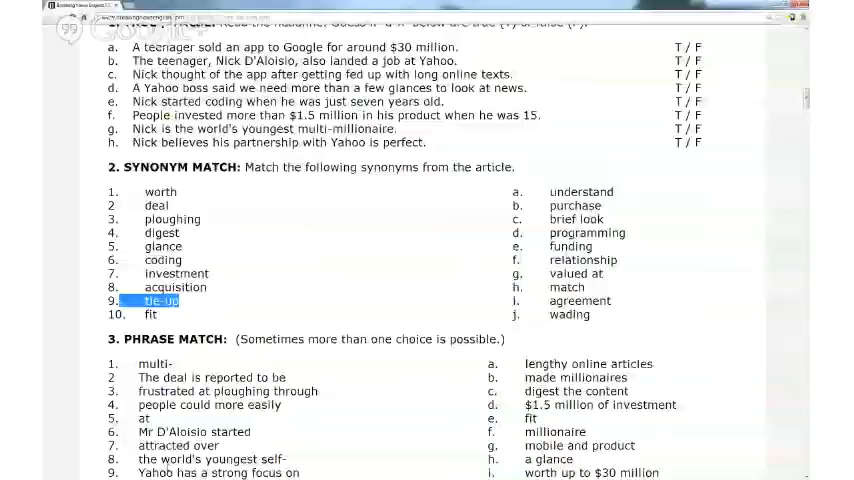 www.breakingnewsenglish.com
a. A teenager sold an app to Google for around $30 million. T / F
b. The teenager, Nick D'Aloisio, also landed a job at Yahoo. T / F
c. Nick thought of the app after getting fed up with long online texts. T / F
d. A Yahoo boss said we need more than a few glances to look at news. T / F
e. Nick started coding when he was just seven years old. T / F
f. People invested more than $1.5 million in his product when he was 15. T / F
g. Nick is the world's youngest multi-millionaire. T / F
h. Nick believes his partnership with Yahoo is perfect. T / F
2. SYNONYM MATCH: Match the following synonyms from the article.
1. worth a. understand
2 deal b. purchase
3. ploughing c. brief look
4. digest d. programming
5. glance e. funding
6. coding f. relationship
7. investment g. valued at
8. acquisition h. match
9. tie-up i. agreement
10. fit j. wading
3. PHRASE MATCH: (Sometimes more than one choice is possible.)
1. multi- a. lengthy online articles
2 The deal is reported to be b. made millionaires
3. frustrated at ploughing through c. digest the content
4. people could more easily d. $1.5 million of investment
5. at e. fit
6. Mr D'Aloisio started f. millionaire
7. attracted over g. mobile and product
8. the world's youngest self- h. a glance
9. Yahoo has a strong focus on i. worth up to $30 million